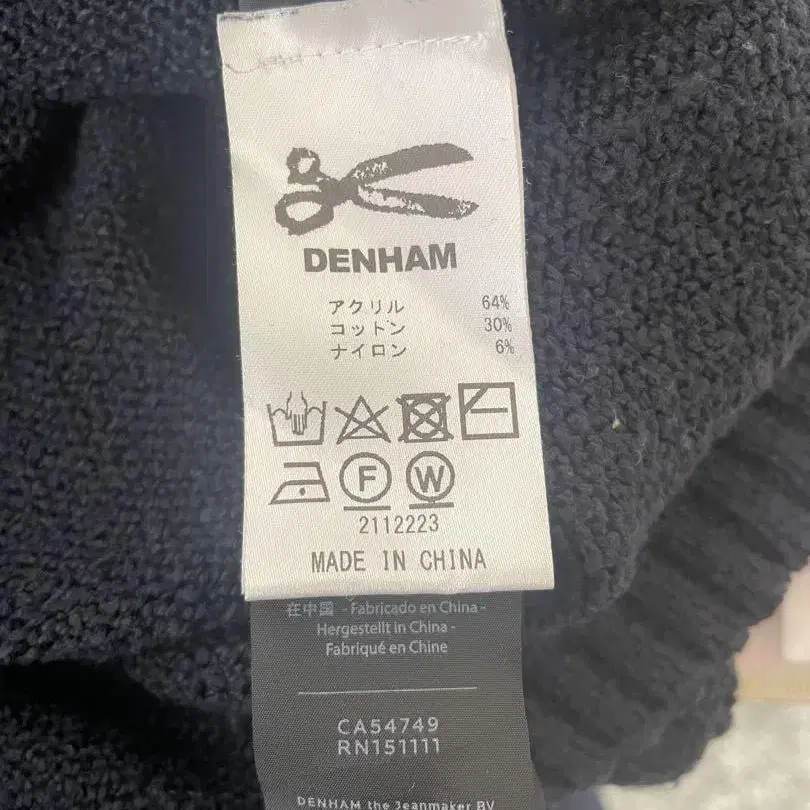 DENHAM
アクリル 64%
コットン 30%
ナイロン 6%
F W
2112223
MADE IN CHINA
在中国 - Fabricado en China -
Hergestellt in China -
Fabriqué en Chine
CA54749
RN151111
DENHAM the Jeanmaker BV